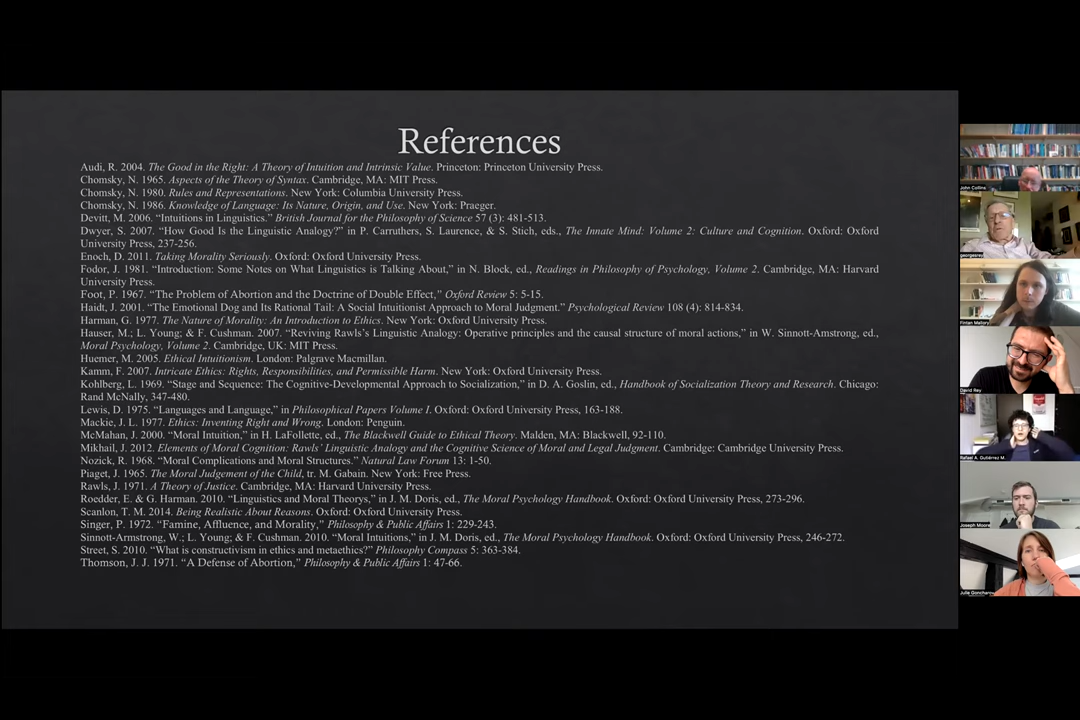 References
Audi, R. 2004. The Good in the Right: A Theory of Intuition and Intrinsic Value. Princeton: Princeton University Press.
Chomsky, N. 1965. Aspects of the Theory of Syntax. Cambridge, MA: MIT Press.
Chomsky, N. 1980. Rules and Representations. New York: Columbia University Press.
Chomsky, N. 1986. Knowledge of Language: Its Nature, Origin, and Use. New York: Praeger.
Devitt, M. 2006. “Intuitions in Linguistics.” British Journal for the Philosophy of Science 57 (3): 481-513.
Dwyer, S. 2007. “How Good Is the Linguistic Analogy?” in P. Carruthers, S. Laurence, & S. Stich, eds., The Innate Mind: Volume 2: Culture and Cognition. Oxford: Oxford
University Press, 237-256.
Enoch, D. 2011. Taking Morality Seriously. Oxford: Oxford University Press.
Fodor, J. 1981. “Introduction: Some Notes on What Linguistics is Talking About,” in N. Block, ed., Readings in Philosophy of Psychology, Volume 2. Cambridge, MA: Harvard
University Press.
Foot, P. 1967. “The Problem of Abortion and the Doctrine of Double Effect,” Oxford Review 5: 5-15.
Haidt, J. 2001. “The Emotional Dog and Its Rational Tail: A Social Intuitionist Approach to Moral Judgment.” Psychological Review 108 (4): 814-834.
Harman, G. 1977. The Nature of Morality: An Introduction to Ethics. New York: Oxford University Press.
Hauser, M.; L. Young; & F. Cushman. 2007. “Reviving Rawls’s Linguistic Analogy: Operative principles and the causal structure of moral actions,” in W. Sinnott-Amstrong, ed.,
Moral Psychology, Volume 2. Cambridge, UK: MIT Press.
Huemer, M. 2005. Ethical Intuitionism. London: Palgrave Macmillan.
Kamm, F. 2007. Intricate Ethics: Rights, Responsibilities, and Permissible Harm. New York: Oxford University Press.
Kohlberg, L. 1969. “Stage and Sequence: The Cognitive-Developmental Approach to Socialization,” in D. A. Goslin, ed., Handbook of Socialization Theory and Research. Chicago:
Rand McNally, 347-480.
Lewis, D. 1975. “Languages and Language,” in Philosophical Papers Volume I. Oxford: Oxford University Press, 163-188.
Mackie, J. L. 1977. Ethics: Inventing Right and Wrong. London: Penguin.
McMahan, J. 2000. “Moral Intuition,” in H. LaFollette, ed., The Blackwell Guide to Ethical Theory. Malden, MA: Blackwell, 92-110.
Mikhail, J. 2012. Elements of Moral Cognition: Rawls’ Linguistic Analogy and the Cognitive Science of Moral and Legal Judgment. Cambridge: Cambridge University Press.
Nozick, R. 1968. “Moral Complications and Moral Structures.” Natural Law Forum 13: 1-50.
Piaget, J. 1965. The Moral Judgement of the Child, tr. M. Gabain. New York: Free Press.
Rawls, J. 1971. A Theory of Justice. Cambridge, MA: Harvard University Press.
Roedder, E. & G. Harman. 2010. “Linguistics and Moral Theorys,” in J. M. Doris, ed., The Moral Psychology Handbook. Oxford: Oxford University Press, 273-296.
Scanlon, T. M. 2014. Being Realistic About Reasons. Oxford: Oxford University Press.
Singer, P. 1972. “Famine, Affluence, and Morality,” Philosophy & Public Affairs 1: 229-243.
Sinnott-Armstrong, W.; L. Young; & F. Cushman. 2010. “Moral Intuitions,” in J. M. Doris, ed., The Moral Psychology Handbook. Oxford: Oxford University Press, 246-272.
Street, S. 2010. “What is constructivism in ethics and metaethics?” Philosophy Compass 5: 363-384.
Thomson, J. J. 1971. “A Defense of Abortion,” Philosophy & Public Affairs 1: 47-66.
John Collins
georgesrey
Fintan Mallory
David Rey
Rafael A. Gutiérrez M.
Joseph Moore
Julia Goncharov